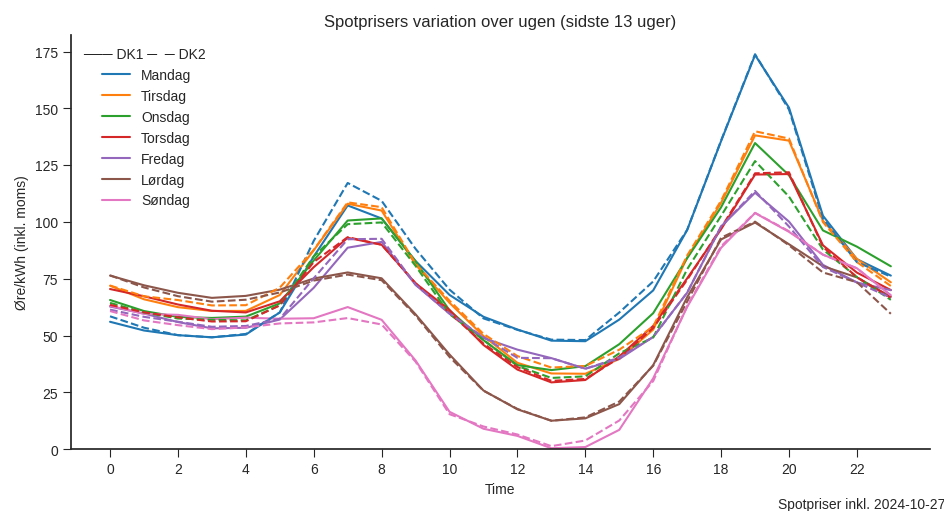 Spotprisers variation over ugen (sidste 13 uger)
175
150
125
100
75
50
25
0
Øre/kWh (inkl. moms)
DK1 DK2
Mandag
Tirsdag
Onsdag
Torsdag
Fredag
Lørdag
Søndag
0 2 4 6 8 10 12 14 16 18 20 22
Time
Spotpriser inkl. 2024-10-27